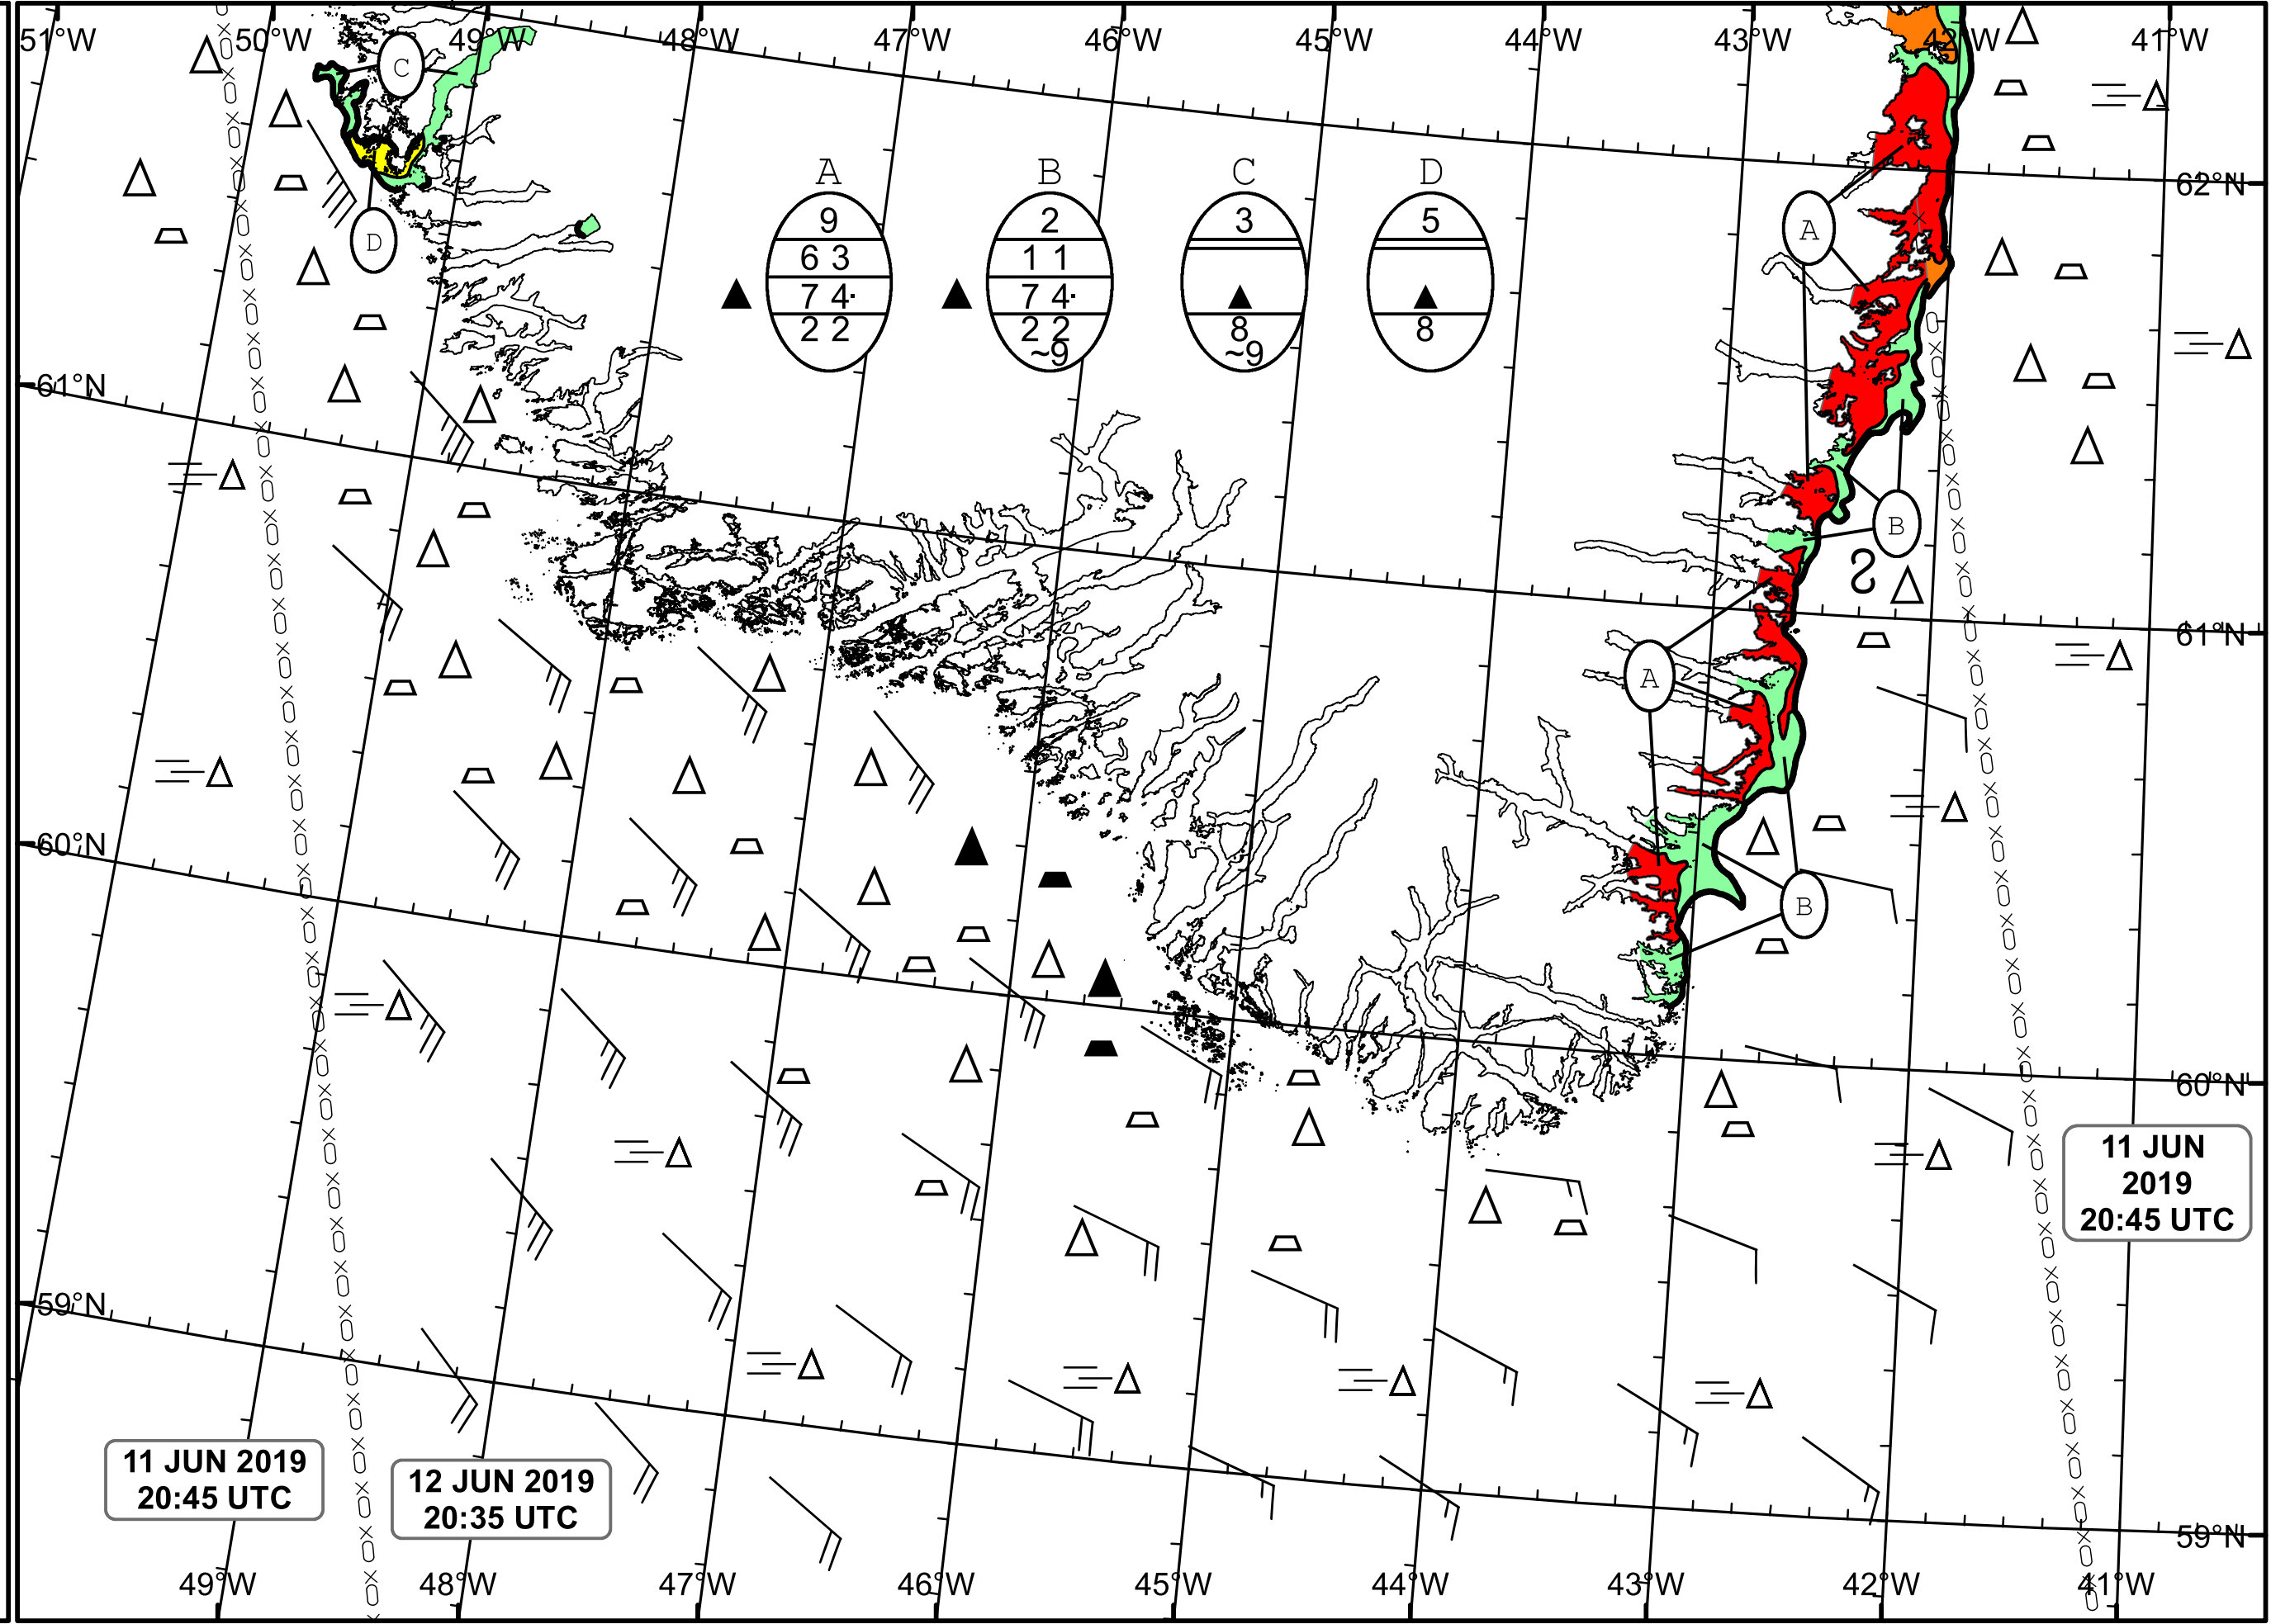 51°W 50°W 49°W 48°W 47°W 46°W 45°W 44°W 43°W 42°W 41°W
C
62°N
A B C D
9 2 3 5
6 3 1 1
7 4· 7 4·
2 2 2 2 8 8
~9 ~9
D
A
61°N
B
61°N
A
60°N
B
60°N
11 JUN
2019
20:45 UTC
59°N
11 JUN 2019
20:45 UTC
12 JUN 2019
20:35 UTC
59°N
49°W 48°W 47°W 46°W 45°W 44°W 43°W 42°W 41°W